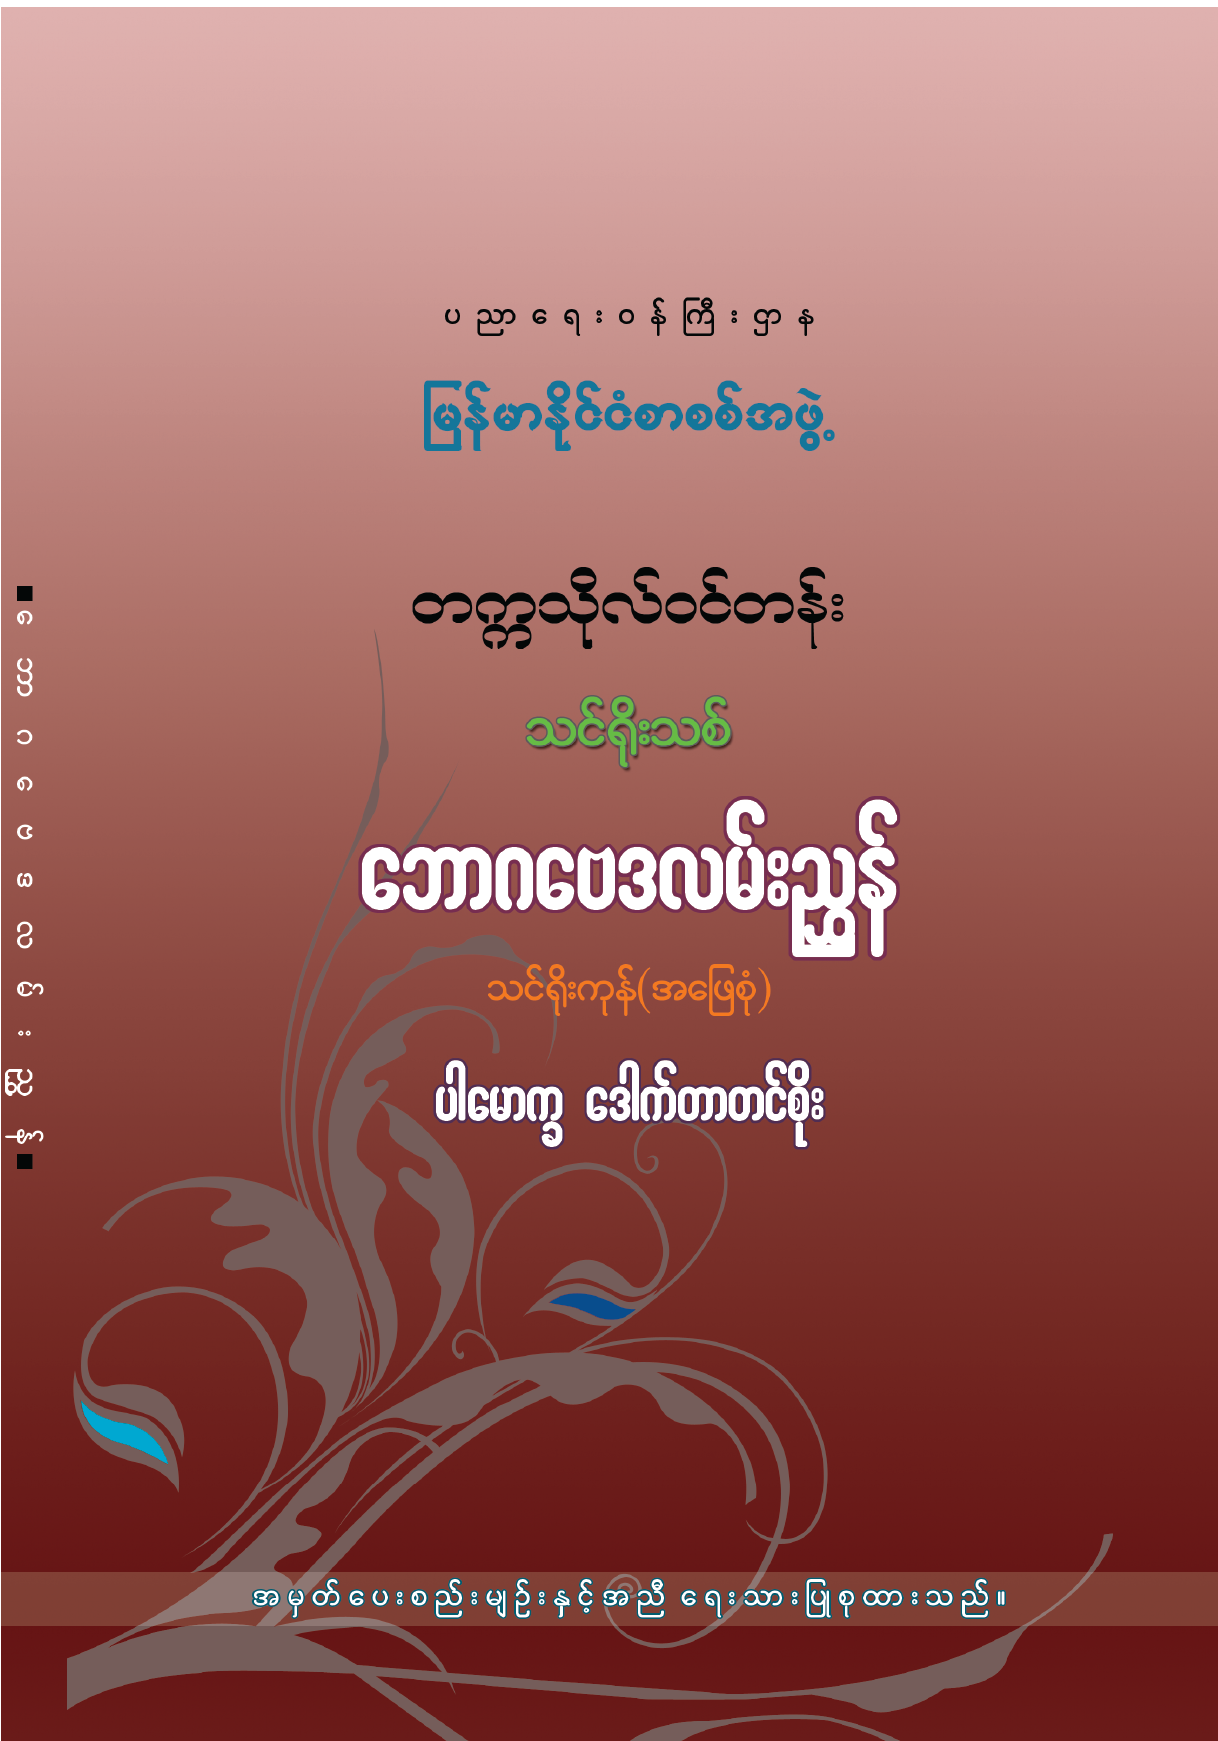 ပညာရေးဝန်ကြီးဌာန
မြန်မာနိုင်ငံစာစစ်အဖွဲ့
တက္ကသိုလ်ဝင်တန်း
သင်ရိုးသစ်
ဘောဂဗေဒလမ်းညွှန်
သင်ရိုးကုန်(အဖြေစုံ)
ပါမောက္ခ ဒေါက်တာတင်စိုး
အမှတ်ပေးစည်းမျဉ်းနှင့်အညီ ရေးသားပြုစုထားသည်။